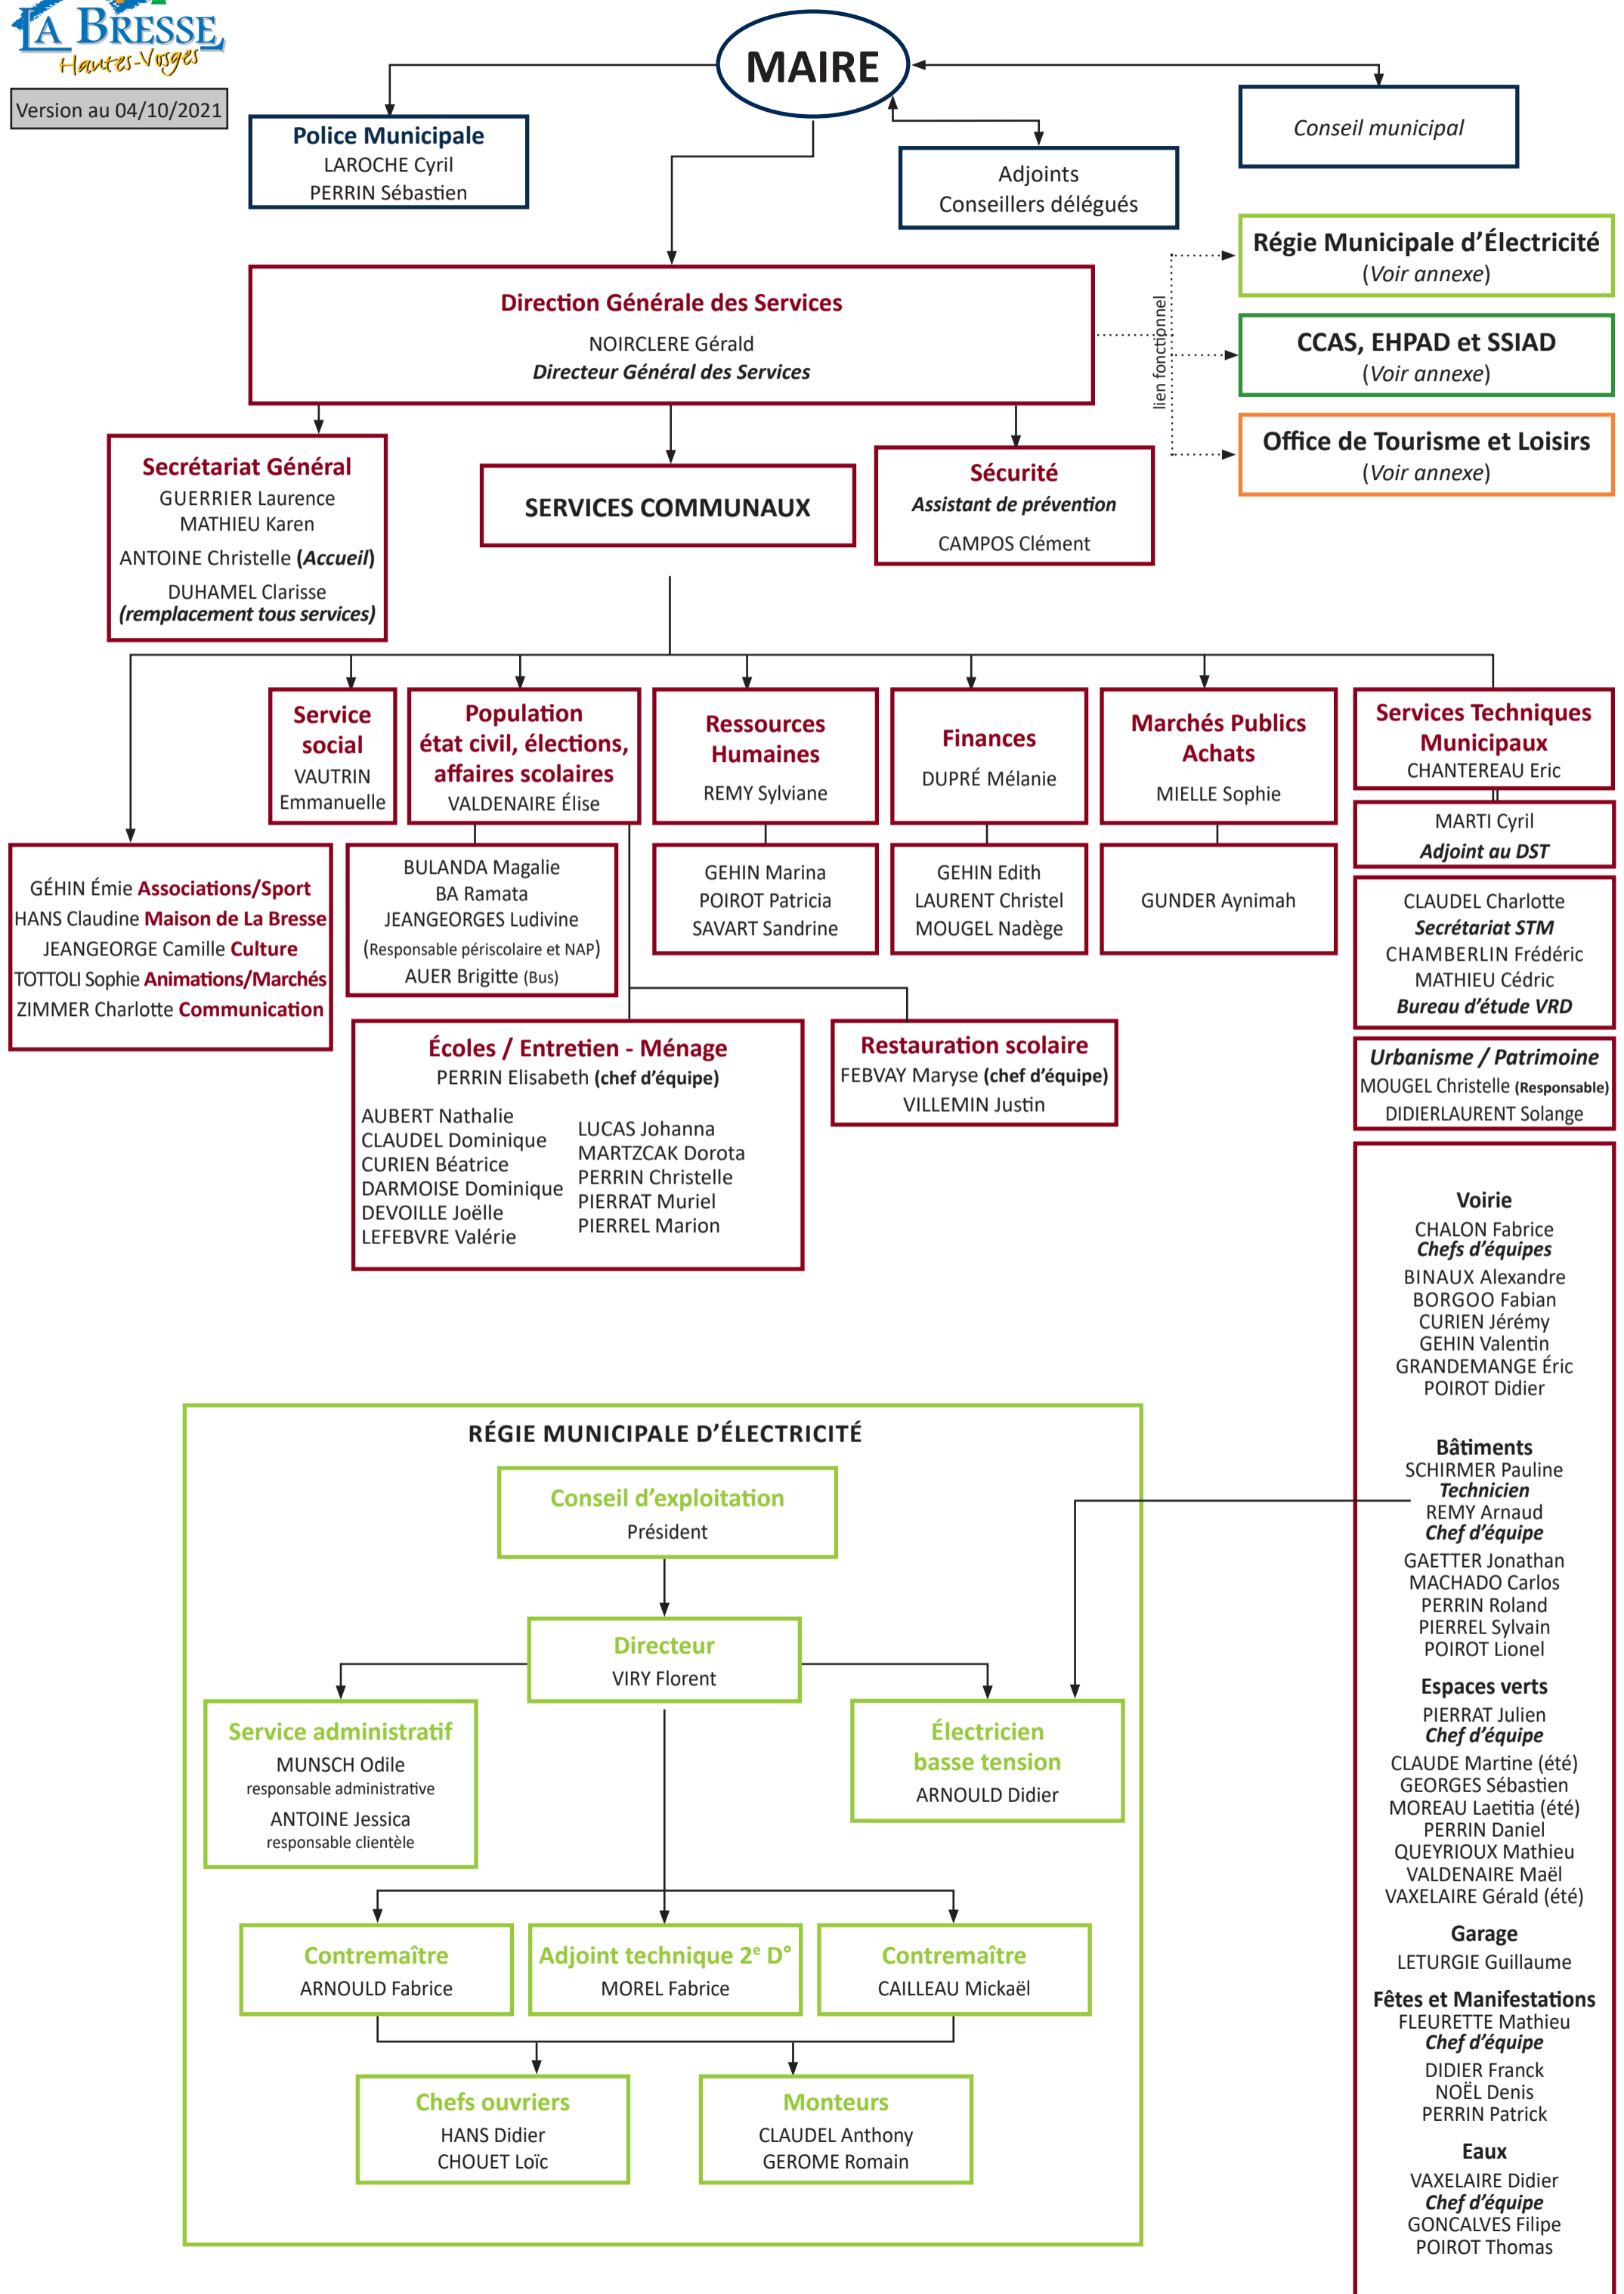 LA BRESSE
Hautes-Vosges
Version au 04/10/2021
MAIRE
Police Municipale
LAROCHE Cyril
PERRIN Sébastien
Adjoints
Conseillers délégués
Conseil municipal
Direction Générale des Services
NOIRCLERE Gérald
Directeur Général des Services
lien fonctionnel
Régie Municipale d’Électricité
(Voir annexe)
CCAS, EHPAD et SSIAD
(Voir annexe)
Office de Tourisme et Loisirs
(Voir annexe)
Secrétariat Général
GUERRIER Laurence
MATHIEU Karen
ANTOINE Christelle (Accueil)
DUHAMEL Clarisse
(remplacement tous services)
SERVICES COMMUNAUX
Sécurité
Assistant de prévention
CAMPOS Clément
GÉHIN Émie Associations/Sport
HANS Claudine Maison de La Bresse
JEANGEORGE Camille Culture
TOTTOLI Sophie Animations/Marchés
ZIMMER Charlotte Communication
Service
social
VAUTRIN
Emmanuelle
Population
état civil, élections,
affaires scolaires
VALDENAIRE Élise
BULANDA Magalie
BA Ramata
JEANGEORGES Ludivine
(Responsable périscolaire et NAP)
AUER Brigitte (Bus)
Ressources
Humaines
REMY Sylviane
GEHIN Marina
POIROT Patricia
SAVART Sandrine
Finances
DUPRÉ Mélanie
GEHIN Edith
LAURENT Christel
MOUGEL Nadège
Marchés Publics
Achats
MIELLE Sophie
GUNDER Aynimah
Services Techniques
Municipaux
CHANTEREAU Eric
MARTI Cyril
Adjoint au DST
CLAUDEL Charlotte
Secrétariat STM
CHAMBERLIN Frédéric
MATHIEU Cédric
Bureau d’étude VRD
Urbanisme / Patrimoine
MOUGEL Christelle (Responsable)
DIDIERLAURENT Solange
Écoles / Entretien - Ménage
PERRIN Elisabeth (chef d’équipe)
AUBERT Nathalie
CLAUDEL Dominique
CURIEN Béatrice
DARMOISE Dominique
DEVOILLE Joëlle
LEFEBVRE Valérie
LUCAS Johanna
MARTZCAK Dorota
PERRIN Christelle
PIERRAT Muriel
PIERREL Marion
Restauration scolaire
FEBVAY Maryse (chef d’équipe)
VILLEMIN Justin
Voirie
CHALON Fabrice
Chefs d’équipes
BINAUX Alexandre
BORGOO Fabian
CURIEN Jérémy
GEHIN Valentin
GRANDEMANGE Éric
POIROT Didier
Bâtiments
SCHIRMER Pauline
Technicien
REMY Arnaud
Chef d’équipe
GAETTER Jonathan
MACHADO Carlos
PERRIN Roland
PIERREL Sylvain
POIROT Lionel
Espaces verts
PIERRAT Julien
Chef d’équipe
CLAUDE Martine (été)
GEORGES Sébastien
MOREAU Laetitia (été)
PERRIN Daniel
QUEYRIOUX Mathieu
VALDENAIRE Maël
VAXELAIRE Gérald (été)
Garage
LETURGIE Guillaume
Fêtes et Manifestations
FLEURETTE Mathieu
Chef d’équipe
DIDIER Franck
NOËL Denis
PERRIN Patrick
Eaux
VAXELAIRE Didier
Chef d’équipe
GONCALVES Filipe
POIROT Thomas
RÉGIE MUNICIPALE D’ÉLECTRICITÉ
Conseil d’exploitation
Président
Directeur
VIRY Florent
Service administratif
MUNSCH Odile
responsable administrative
ANTOINE Jessica
responsable clientèle
Électricien
basse tension
ARNOULD Didier
Contremaître
ARNOULD Fabrice
Adjoint technique 2e D°
MOREL Fabrice
Contremaître
CAILLEAU Mickaël
Chefs ouvriers
HANS Didier
CHOUET Loïc
Monteurs
CLAUDEL Anthony
GEROME Romain